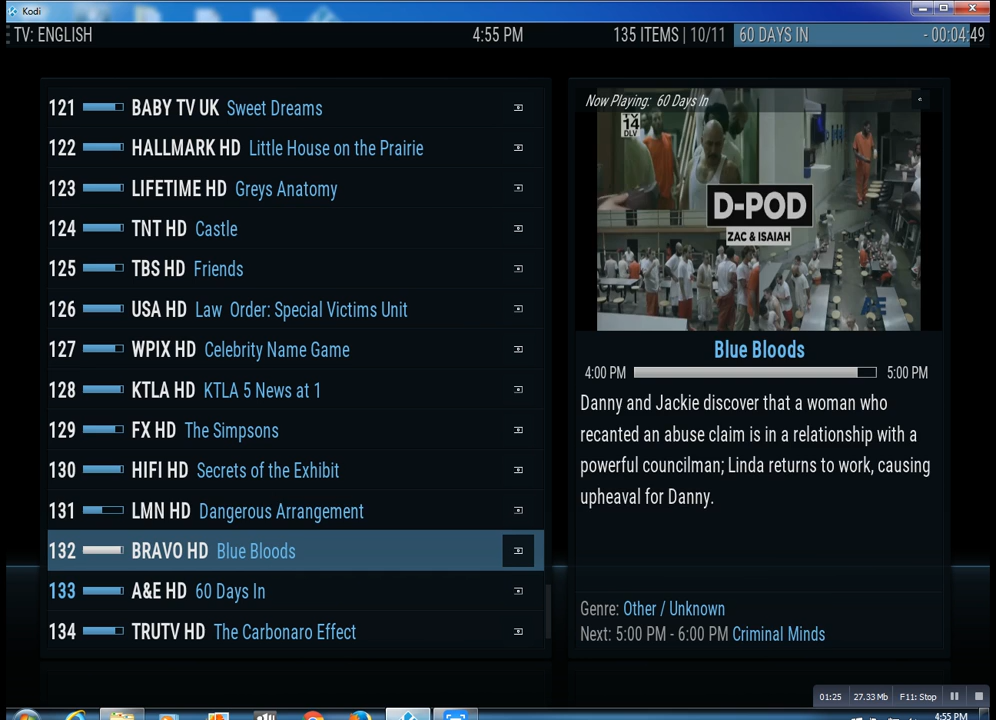 Kodi
TV: ENGLISH
4:55 PM
135 ITEMS | 10/11
60 DAYS IN
- 00:04:49
121 BABY TV UK Sweet Dreams
122 HALLMARK HD Little House on the Prairie
123 LIFETIME HD Greys Anatomy
124 TNT HD Castle
125 TBS HD Friends
126 USA HD Law Order: Special Victims Unit
127 WPIX HD Celebrity Name Game
128 KTLA HD KTLA 5 News at 1
129 FX HD The Simpsons
130 HIFI HD Secrets of the Exhibit
131 LMN HD Dangerous Arrangement
132 BRAVO HD Blue Bloods
133 A&E HD 60 Days In
134 TRUTV HD The Carbonaro Effect
Now Playing: 60 Days In
TV
14
DLV
D-POD
ZAC & ISAIAH
A&E
Blue Bloods
4:00 PM
5:00 PM
Danny and Jackie discover that a woman who
recanted an abuse claim is in a relationship with a
powerful councilman; Linda returns to work, causing
upheaval for Danny.
Genre: Other / Unknown
Next: 5:00 PM - 6:00 PM Criminal Minds
01:25
27.33 Mb
F11: Stop
4:55 PM